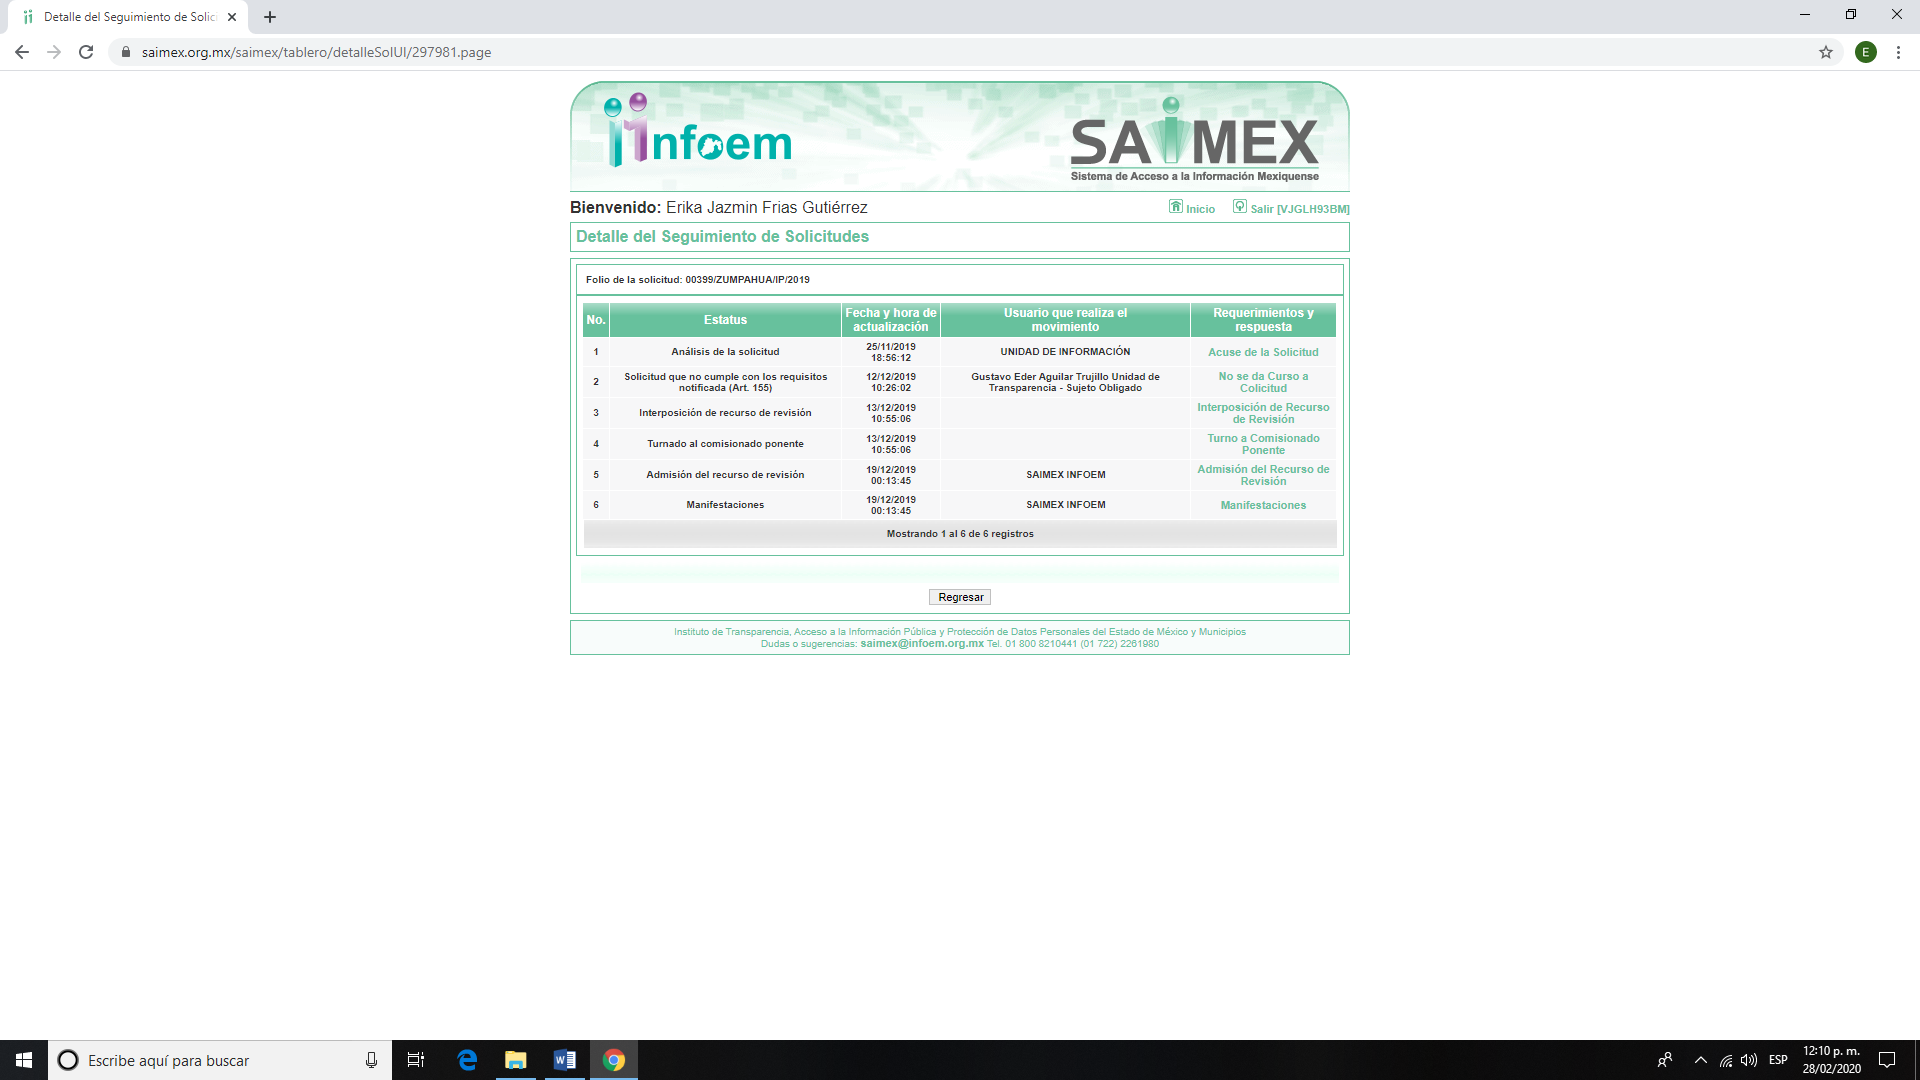 Detalle del Seguimiento de Solici
saimex.org.mx/saimex/tablero/detalleSolUI/297981.page
E
infoem
SAIMEX
Sistema de Acceso a la Información Mexiquense
Bienvenido: Erika Jazmin Frias Gutiérrez
Inicio
Salir [VJGLH93BM]
Detalle del Seguimiento de Solicitudes
Folio de la solicitud: 00399/ZUMPAHUA/IP/2019
No. Estatus Fecha y hora de actualización Usuario que realiza el movimiento Requerimientos y respuesta
1 Análisis de la solicitud 25/11/2019 18:56:12 UNIDAD DE INFORMACIÓN Acuse de la Solicitud
2 Solicitud que no cumple con los requisitos notificada (Art. 155) 12/12/2019 10:26:02 Gustavo Eder Aguilar Trujillo Unidad de Transparencia - Sujeto Obligado No se da Curso a Colicitud
3 Interposición de recurso de revisión 13/12/2019 10:55:06 Interposición de Recurso de Revisión
4 Turnado al comisionado ponente 13/12/2019 10:55:06 Turno a Comisionado Ponente
5 Admisión del recurso de revisión 19/12/2019 00:13:45 SAIMEX INFOEM Admisión del Recurso de Revisión
6 Manifestaciones 19/12/2019 00:13:45 SAIMEX INFOEM Manifestaciones
Mostrando 1 al 6 de 6 registros
Regresar
Instituto de Transparencia, Acceso a la Información Pública y Protección de Datos Personales del Estado de México y Municipios
Dudas o sugerencias: saimex@infoem.org.mx Tel. 01 800 8210441 (01 722) 2261980
Escribe aquí para buscar
ESP
12:10 p. m.
28/02/2020